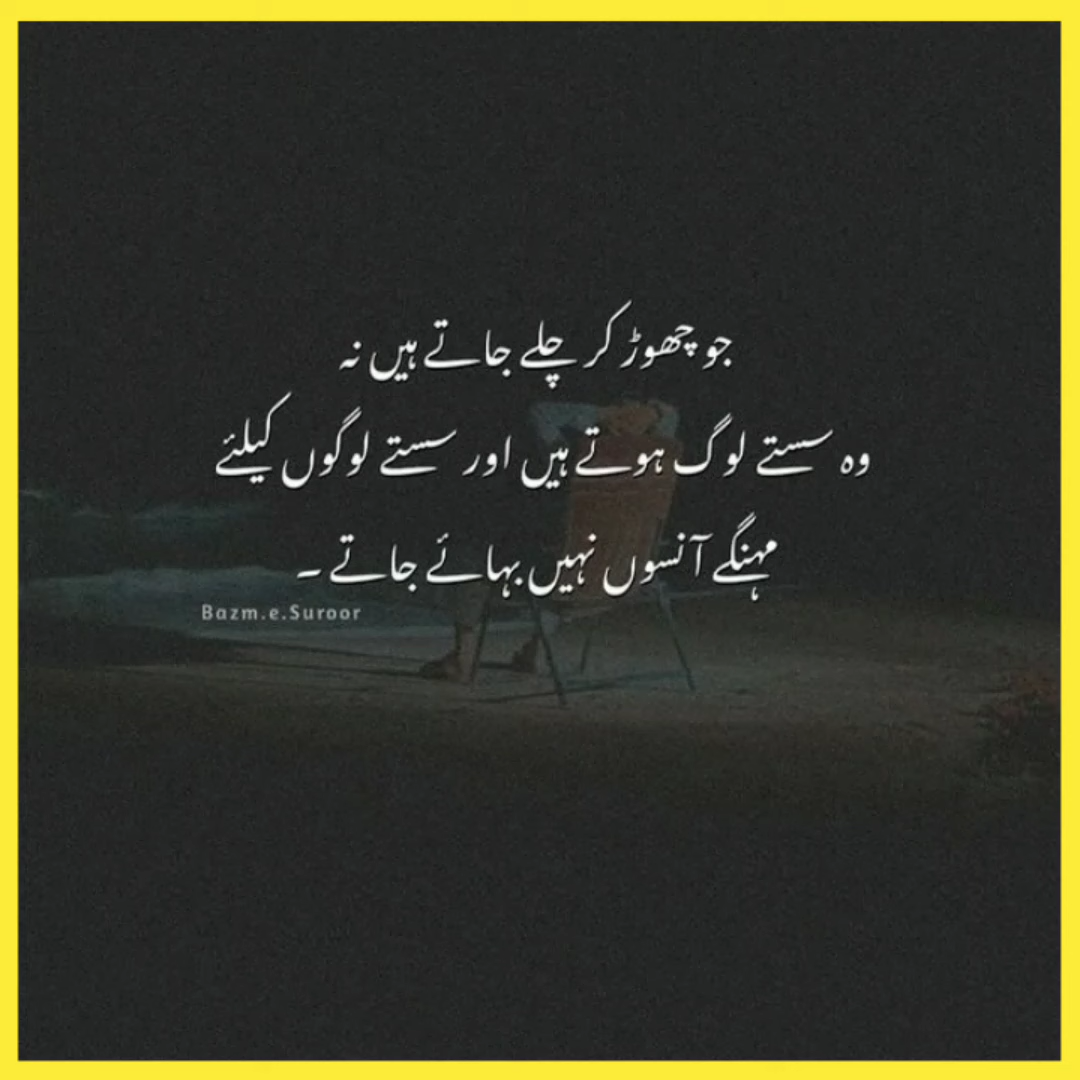 جو چھوڑ کر چلے جاتے ہیں نہ
وہ سستے لوگ ہوتے ہیں اور سستے لوگوں کیلئے
مہنگے آنسوں نہیں بہائے جاتے ۔
Bazm.e.Suroor